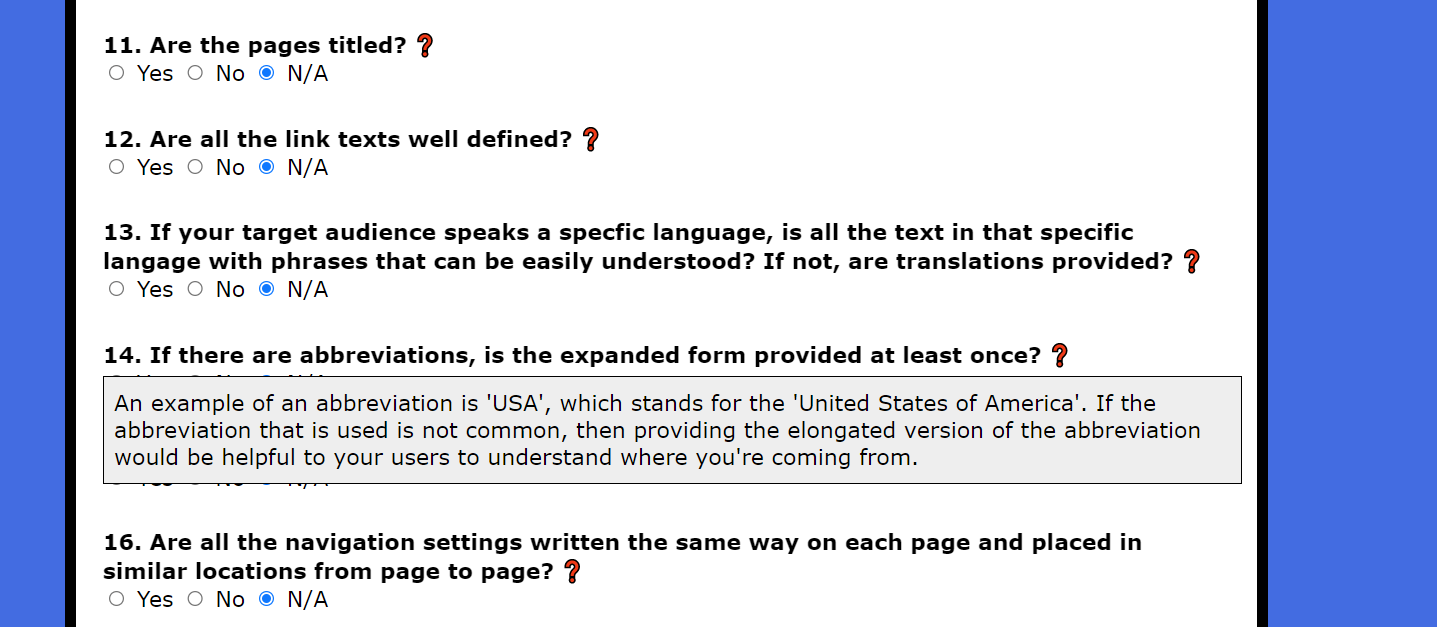 11. Are the pages titled? ?
Yes No N/A
12. Are all the link texts well defined? ?
Yes No N/A
13. If your target audience speaks a specfic language, is all the text in that specific
langage with phrases that can be easily understood? If not, are translations provided? ?
Yes No N/A
14. If there are abbreviations, is the expanded form provided at least once? ?
An example of an abbreviation is 'USA', which stands for the 'United States of America'. If the
abbreviation that is used is not common, then providing the elongated version of the abbreviation
would be helpful to your users to understand where you're coming from.
16. Are all the navigation settings written the same way on each page and placed in
similar locations from page to page? ?
Yes No N/A